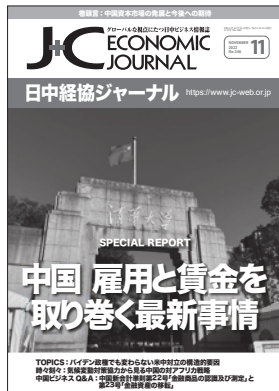 巻頭言：中国資本市場の発展と今後への期待
グローバルな視点にたつ日中ビジネス情報誌
J+C ECONOMIC
JOURNAL
NOVEMBER
2022
11
日中経協ジャーナル https://www.jc-web.or.jp
清華大学
SPECIAL REPORT
中国 雇用と賃金を
取り巻く最新事情
TOPICS：バイデン政権でも変わらない米中対立の構造的要因
時々刻々：気候変動対策協力から見る中国の対アフリカ戦略
中国ビジネス Q&A：中国新会計準則第22号「金融商品の認識及び測定」と
第23号「金融資産の移転」